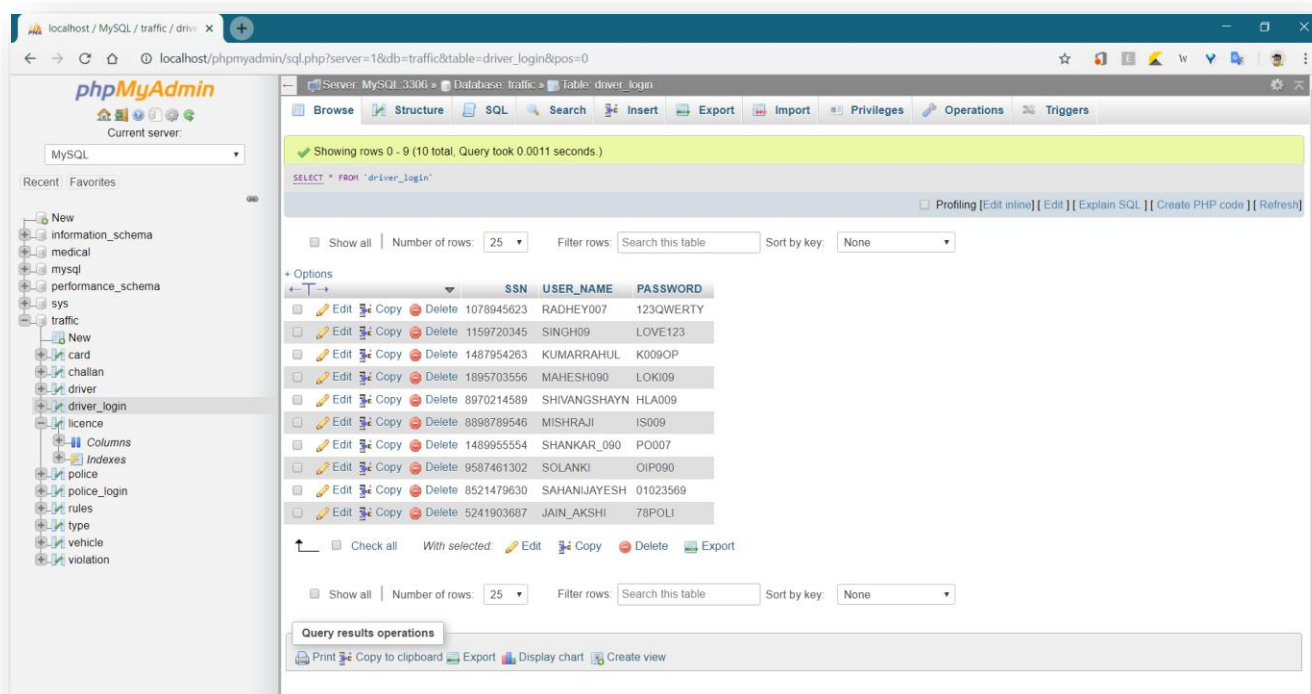 localhost / MySQL / traffic / drive
localhost/phpmyadmin/sql.php?server=1&db=traffic&table=driver_login&pos=0
phpMyAdmin
Current server:
MySQL
Recent Favorites
New
information_schema
medical
mysql
performance_schema
sys
traffic
New
card
challan
driver
driver_login
licence
Columns
Indexes
police
police_login
rules
type
vehicle
violation
Server: MySQL:3306 » Database: traffic » Table: driver_login
Browse Structure SQL Search Insert Export Import Privileges Operations Triggers
Showing rows 0 - 9 (10 total, Query took 0.0011 seconds.)
SELECT * FROM `driver_login`
Profiling [Edit inline] [ Edit ] [ Explain SQL ] [ Create PHP code ] [ Refresh]
Show all | Number of rows: 25 Filter rows: Search this table Sort by key: None
+ Options
←T→ SSN USER_NAME PASSWORD
Edit Copy Delete 1078945623 RADHEY007 123QWERTY
Edit Copy Delete 1159720345 SINGH09 LOVE123
Edit Copy Delete 1487954263 KUMARRAHUL K009OP
Edit Copy Delete 1895703556 MAHESH090 LOKI09
Edit Copy Delete 8970214589 SHIVANGSHAYN HLA009
Edit Copy Delete 8898789546 MISHRAJI IS009
Edit Copy Delete 1489955554 SHANKAR_090 PO007
Edit Copy Delete 9587461302 SOLANKI OIP090
Edit Copy Delete 8521479630 SAHANIJAYESH 01023569
Edit Copy Delete 5241903687 JAIN_AKSHI 78POLI
Check all With selected: Edit Copy Delete Export
Show all | Number of rows: 25 Filter rows: Search this table Sort by key: None
Query results operations
Print Copy to clipboard Export Display chart Create view